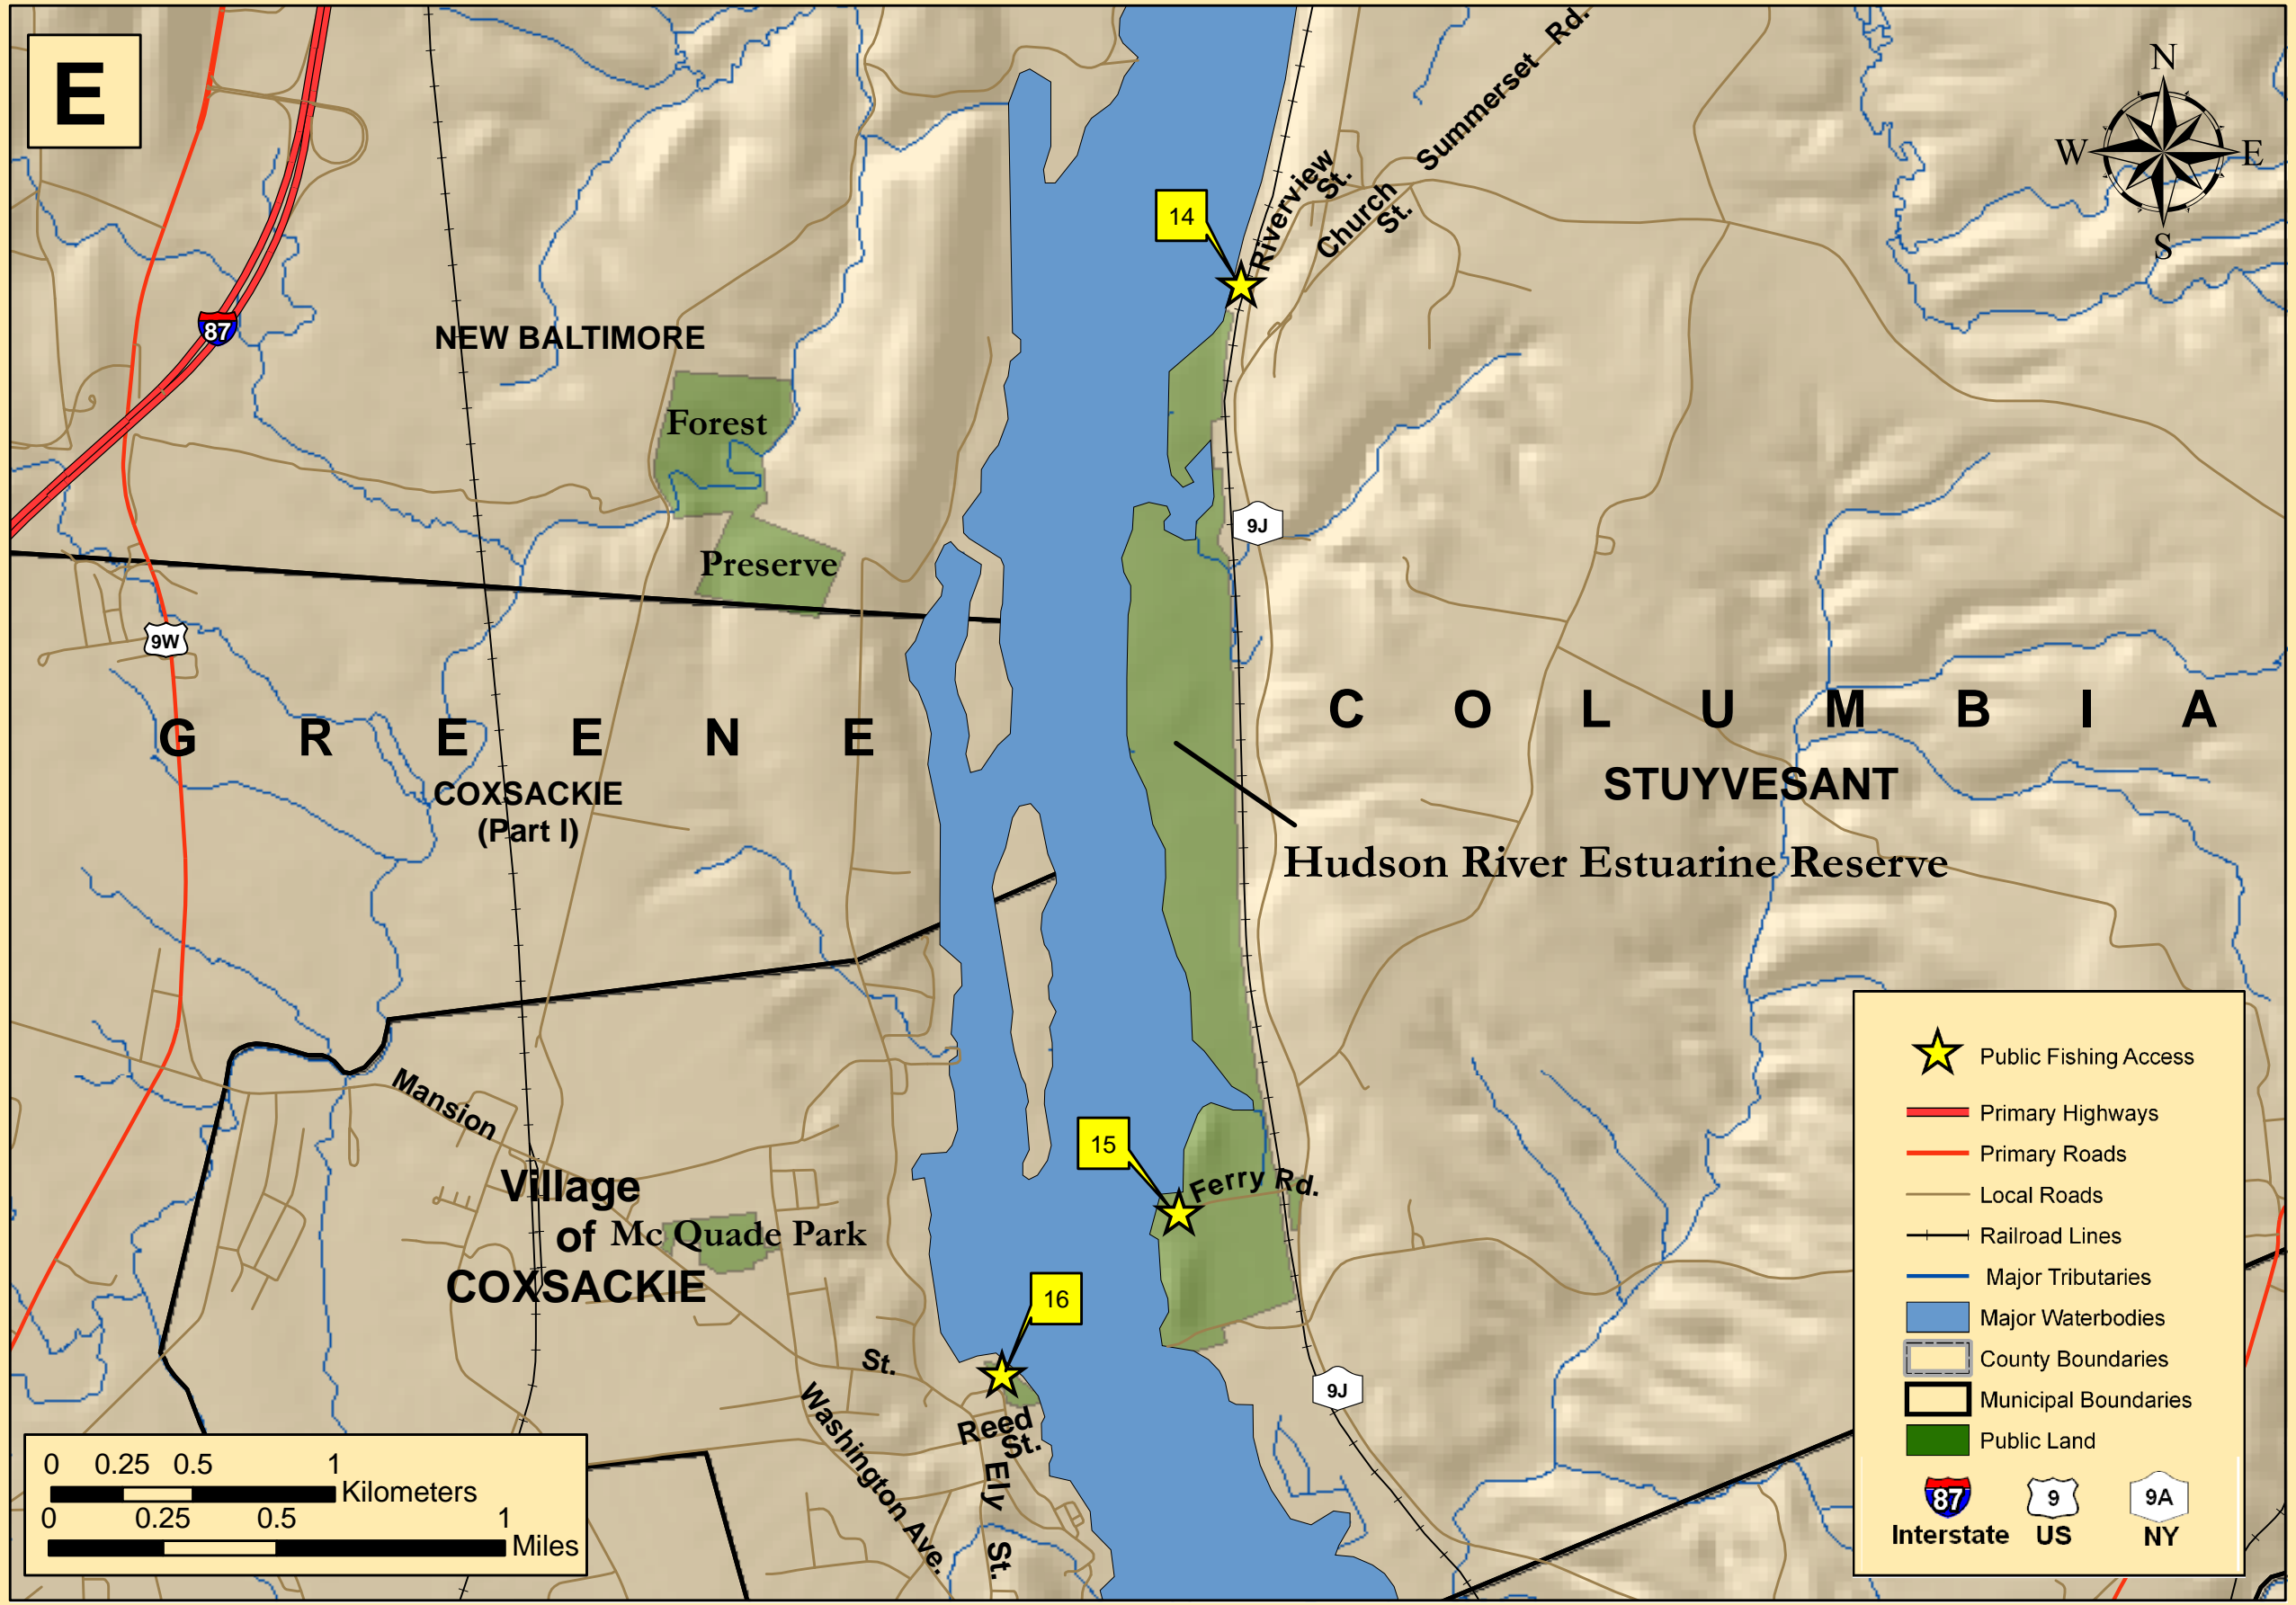 E
N
W E
S
Summerset Rd.
Riverview
St.
Church
St.
14
87
NEW BALTIMORE
Forest
Preserve
9J
9W
G R E E N E
C O L U M B I A
COXSACKIE
(Part I)
STUYVESANT
Hudson River Estuarine Reserve
Mansion
Village
of
COXSACKIE
Mc Quade Park
15
Ferry Rd.
16
St.
Reed
St.
Washington Ave.
Ely St.
9J
Public Fishing Access
Primary Highways
Primary Roads
Local Roads
Railroad Lines
Major Tributaries
Major Waterbodies
County Boundaries
Municipal Boundaries
Public Land
87 9 9A
Interstate US NY
0 0.25 0.5 1
Kilometers
0 0.25 0.5 1
Miles